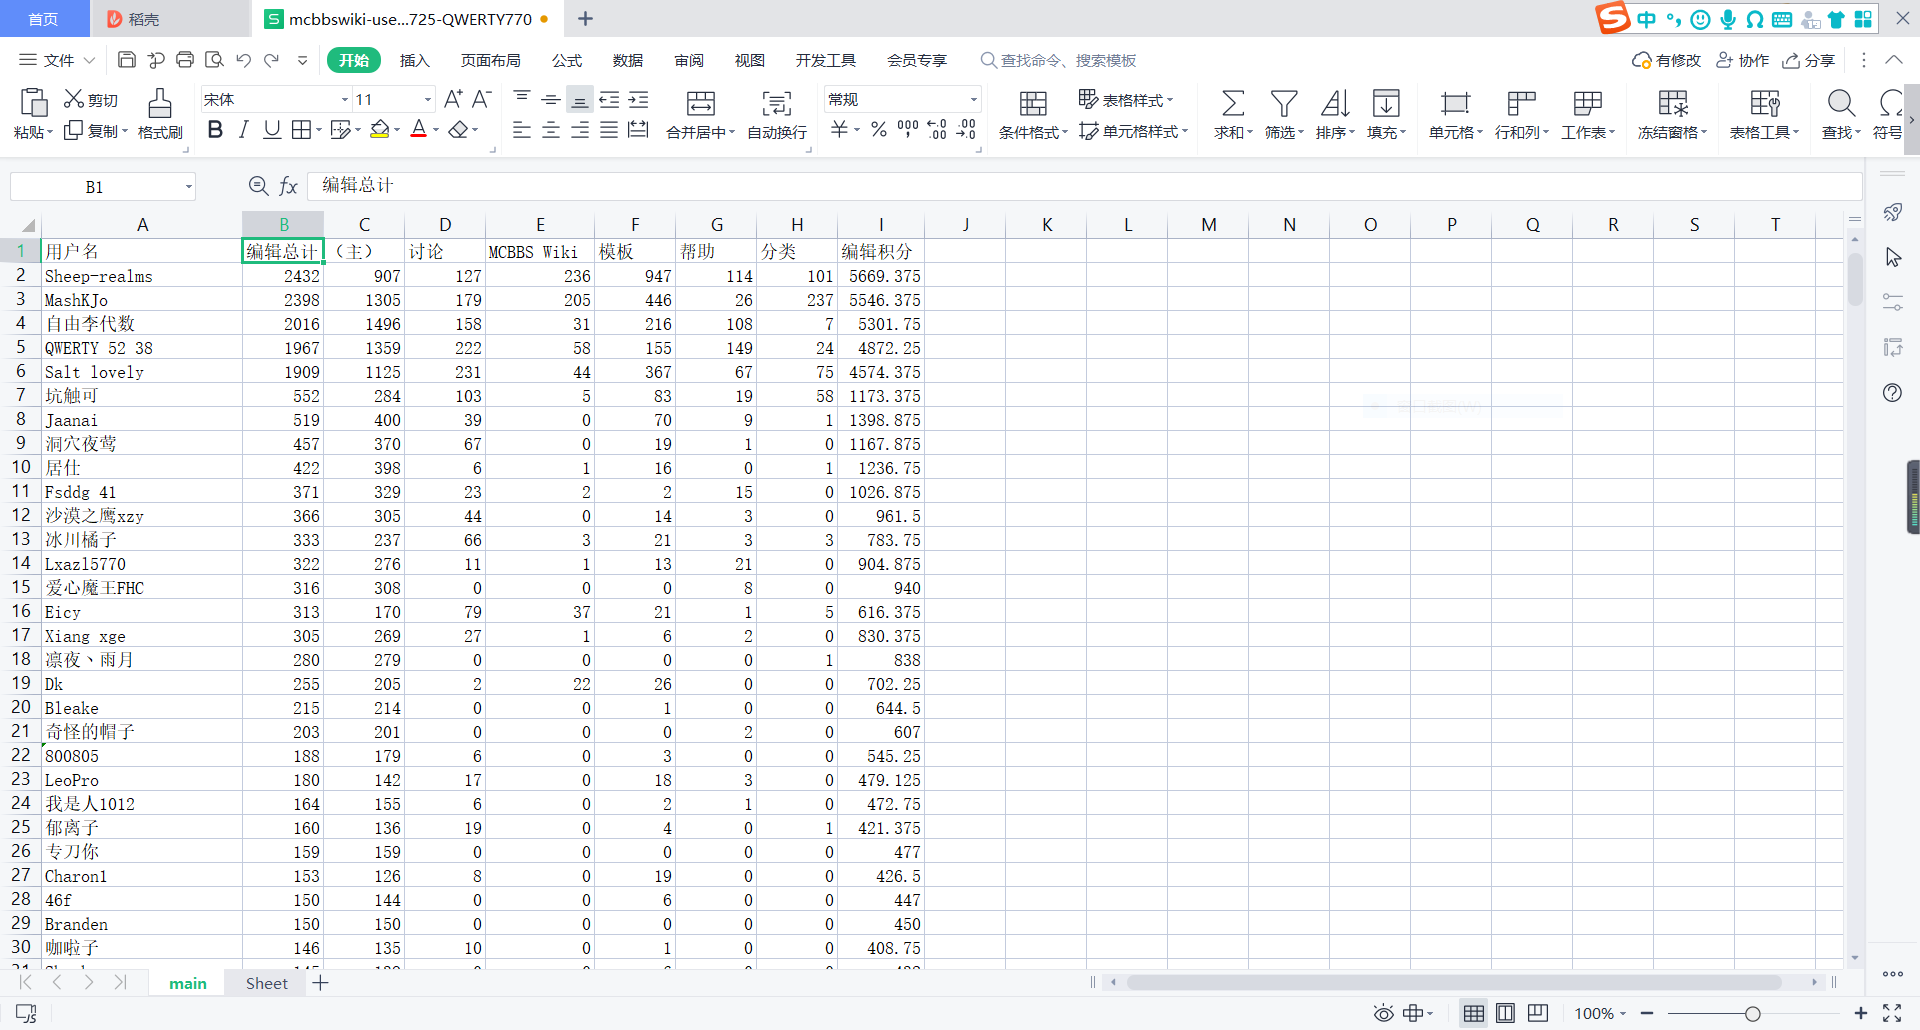 首页 稻壳 mcbbswiki-use...725-QWERTY770 中
文件 开始 插入 页面布局 公式 数据 审阅 视图 开发工具 会员专享 查找命令、搜索模板 有修改 协作 分享
剪切 宋体 11 常规 表格样式
粘贴 复制 格式刷 B I U A 合并居中 自动换行 ¥ % 条件格式 单元格样式 求和 筛选 排序 填充 单元格 行和列 工作表 冻结窗格 表格工具 查找 符号
B1 fx 编辑总计
A B C D E F G H I J K L M N O P Q R S T
1 用户名 编辑总计 （主） 讨论 MCBBS Wiki 模板 帮助 分类 编辑积分
2 Sheep-realms 2432 907 127 236 947 114 101 5669.375
3 MashKJo 2398 1305 179 205 446 26 237 5546.375
4 自由李代数 2016 1496 158 31 216 108 7 5301.75
5 QWERTY 52 38 1967 1359 222 58 155 149 24 4872.25
6 Salt lovely 1909 1125 231 44 367 67 75 4574.375
7 坑触可 552 284 103 5 83 19 58 1173.375
8 Jaanai 519 400 39 0 70 9 1 1398.875
9 洞穴夜莺 457 370 67 0 19 1 0 1167.875
10 居仕 422 398 6 1 16 0 1 1236.75
11 Fsddg 41 371 329 23 2 2 15 0 1026.875
12 沙漠之鹰xzy 366 305 44 0 14 3 0 961.5
13 冰川橘子 333 237 66 3 21 3 3 783.75
14 Lxazl5770 322 276 11 1 13 21 0 904.875
15 爱心魔王FHC 316 308 0 0 0 8 0 940
16 Eicy 313 170 79 37 21 1 5 616.375
17 Xiang xge 305 269 27 1 6 2 0 830.375
18 凛夜丶雨月 280 279 0 0 0 0 1 838
19 Dk 255 205 2 22 26 0 0 702.25
20 Bleake 215 214 0 0 1 0 0 644.5
21 奇怪的帽子 203 201 0 0 0 2 0 607
22 800805 188 179 6 0 3 0 0 545.25
23 LeoPro 180 142 17 0 18 3 0 479.125
24 我是人1012 164 155 6 0 2 1 0 472.75
25 郁离子 160 136 19 0 4 0 1 421.375
26 专刀你 159 159 0 0 0 0 0 477
27 Charon1 153 126 8 0 19 0 0 426.5
28 46f 150 144 0 0 6 0 0 447
29 Branden 150 150 0 0 0 0 0 450
30 咖啦子 146 135 10 0 1 0 0 408.75
main Sheet
100%